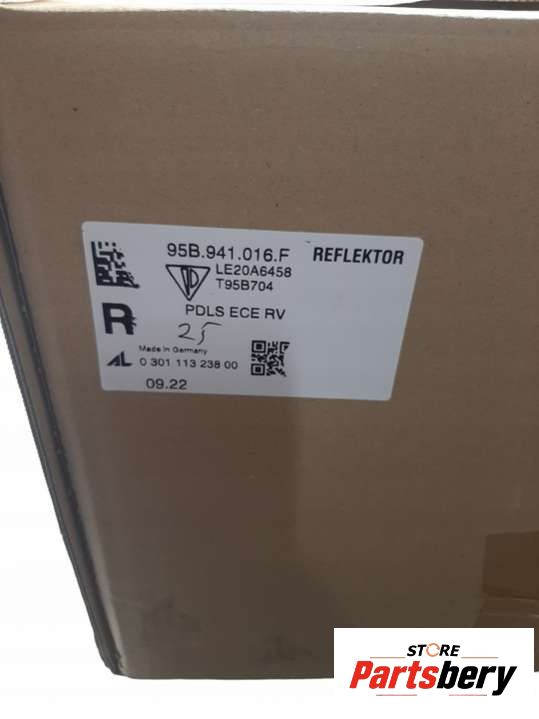 95B.941.016.F REFLEKTOR
LE20A6458
T95B704
R PDLS ECE RV
25
Made in Germany
AL 0 301 113 238 00
09.22
STORE
Partsbery